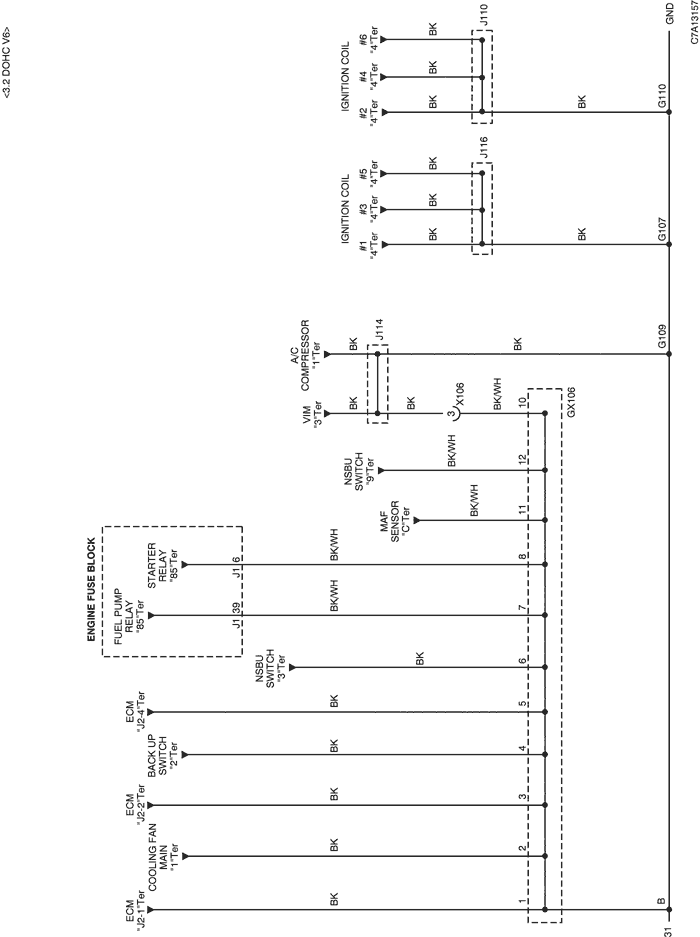 <3.2 DOHC V6>
ENGINE FUSE BLOCK
ECM
"J2-1"Ter
COOLING FAN
MAIN
"1"Ter
ECM
"J2-2"Ter
BACK UP
SWITCH
"2"Ter
ECM
"J2-4"Ter
NSBU
SWITCH
"3"Ter
FUEL PUMP
RELAY
"85"Ter
STARTER
RELAY
"85"Ter
MAF
SENSOR
"C"Ter
NSBU
SWITCH
"9"Ter
VIM
"3"Ter
A/C
COMPRESSOR
"1"Ter
IGNITION COIL
#1
"4"Ter
#3
"4"Ter
#5
"4"Ter
IGNITION COIL
#2
"4"Ter
#4
"4"Ter
#6
"4"Ter
J1 39
J1 6
J114
J116
J110
BK
BK
BK
BK
BK
BK
BK/WH
BK/WH
BK/WH
BK/WH
BK
BK
BK
BK
BK
BK
BK
BK
BK
3
X106
BK/WH
BK
BK
BK
1
2
3
4
5
6
7
8
11
12
10
GX106
31
B
G109
G107
G110
GND
C7A13157